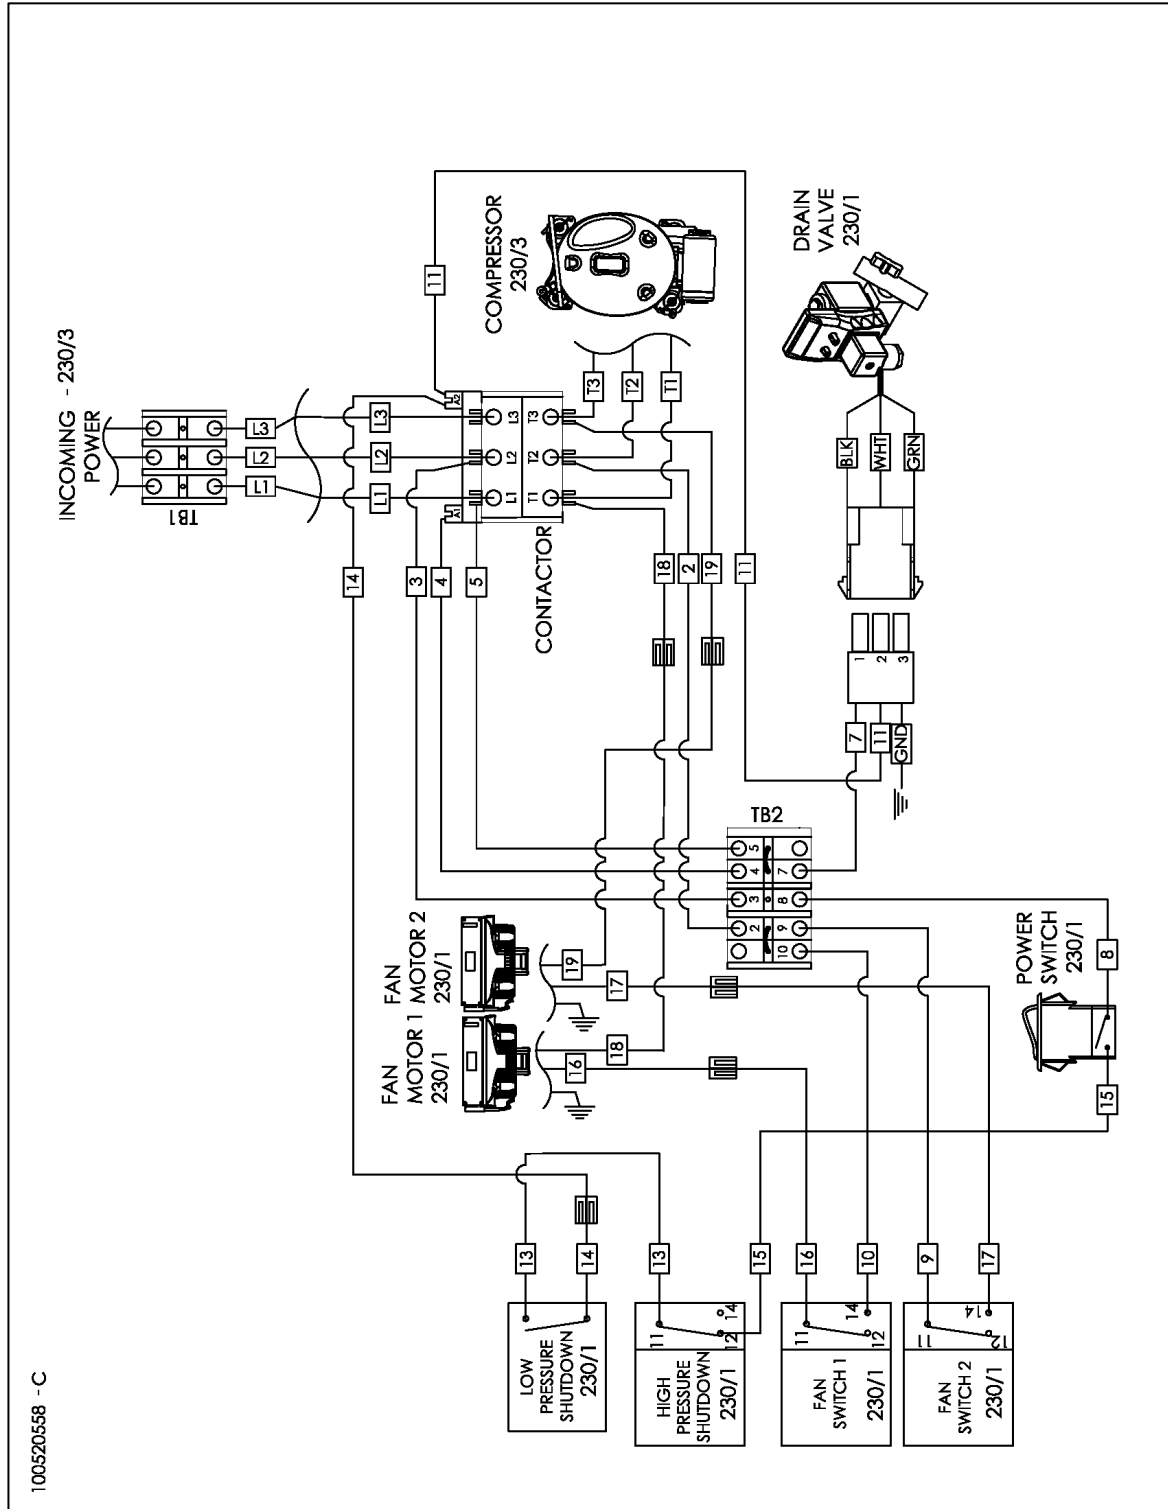 100520558 - C
INCOMING - 230/3
POWER
TB1
L3
L2
L1
L3
L2
L1
14
3
4
5
A2
A1
L3
L2
L1
T3
T2
T1
CONTACTOR
11
COMPRESSOR
230/3
T3
T2
T1
18
2
19
11
DRAIN
VALVE
230/1
BLK
WHT
GRN
1
2
3
7
11
GND
TB2
5
4
3
2
7
8
9
10
FAN
MOTOR 2
230/1
FAN
MOTOR 1
230/1
19
17
18
16
POWER
SWITCH
230/1
8
15
13
14
13
15
16
10
9
17
LOW
PRESSURE
SHUTDOWN
230/1
HIGH
PRESSURE
SHUTDOWN
230/1
11
12
14
FAN
SWITCH 1
230/1
11
12
14
FAN
SWITCH 2
230/1
11
12
14